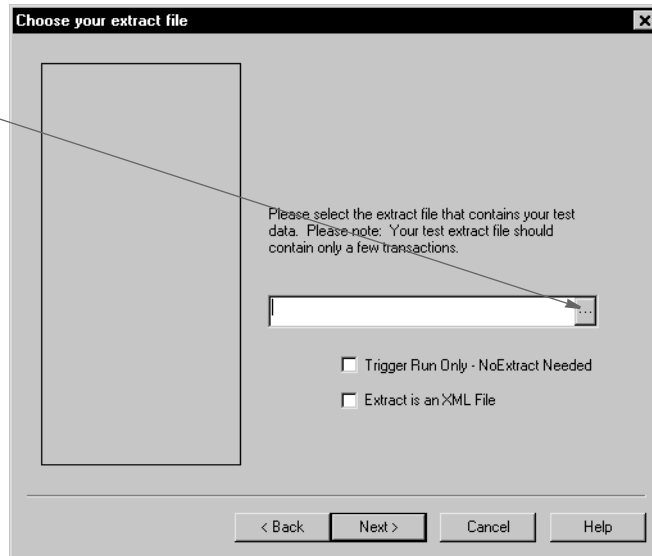 Choose your extract file
Please select the extract file that contains your test
data. Please note: Your test extract file should
contain only a few transactions.
...
Trigger Run Only - NoExtract Needed
Extract is an XML File
< Back
Next >
Cancel
Help